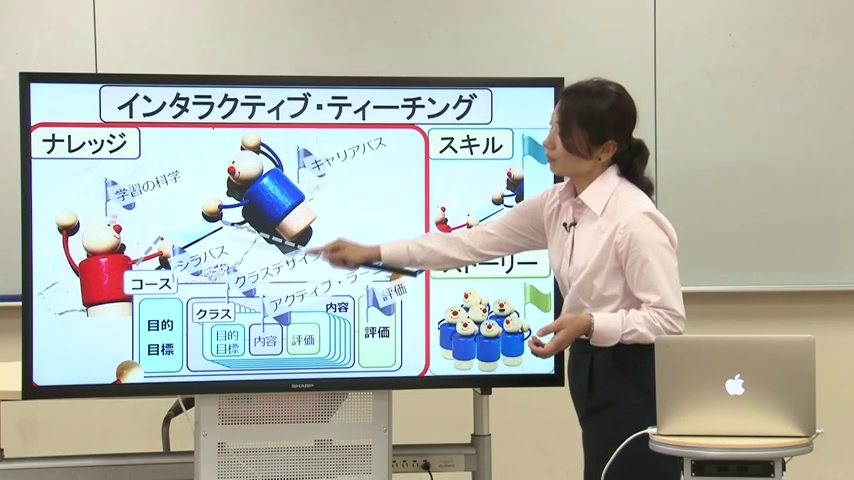 インタラクティブ・ティーチング
ナレッジ
スキル
キャリアパス
学習の科学
シラバス
クラスデザイン
アクティブ・ラーニ
評価
ストーリー
コース
目的
目標
クラス
目的
目標
内容
評価
内容
評価
SHARP